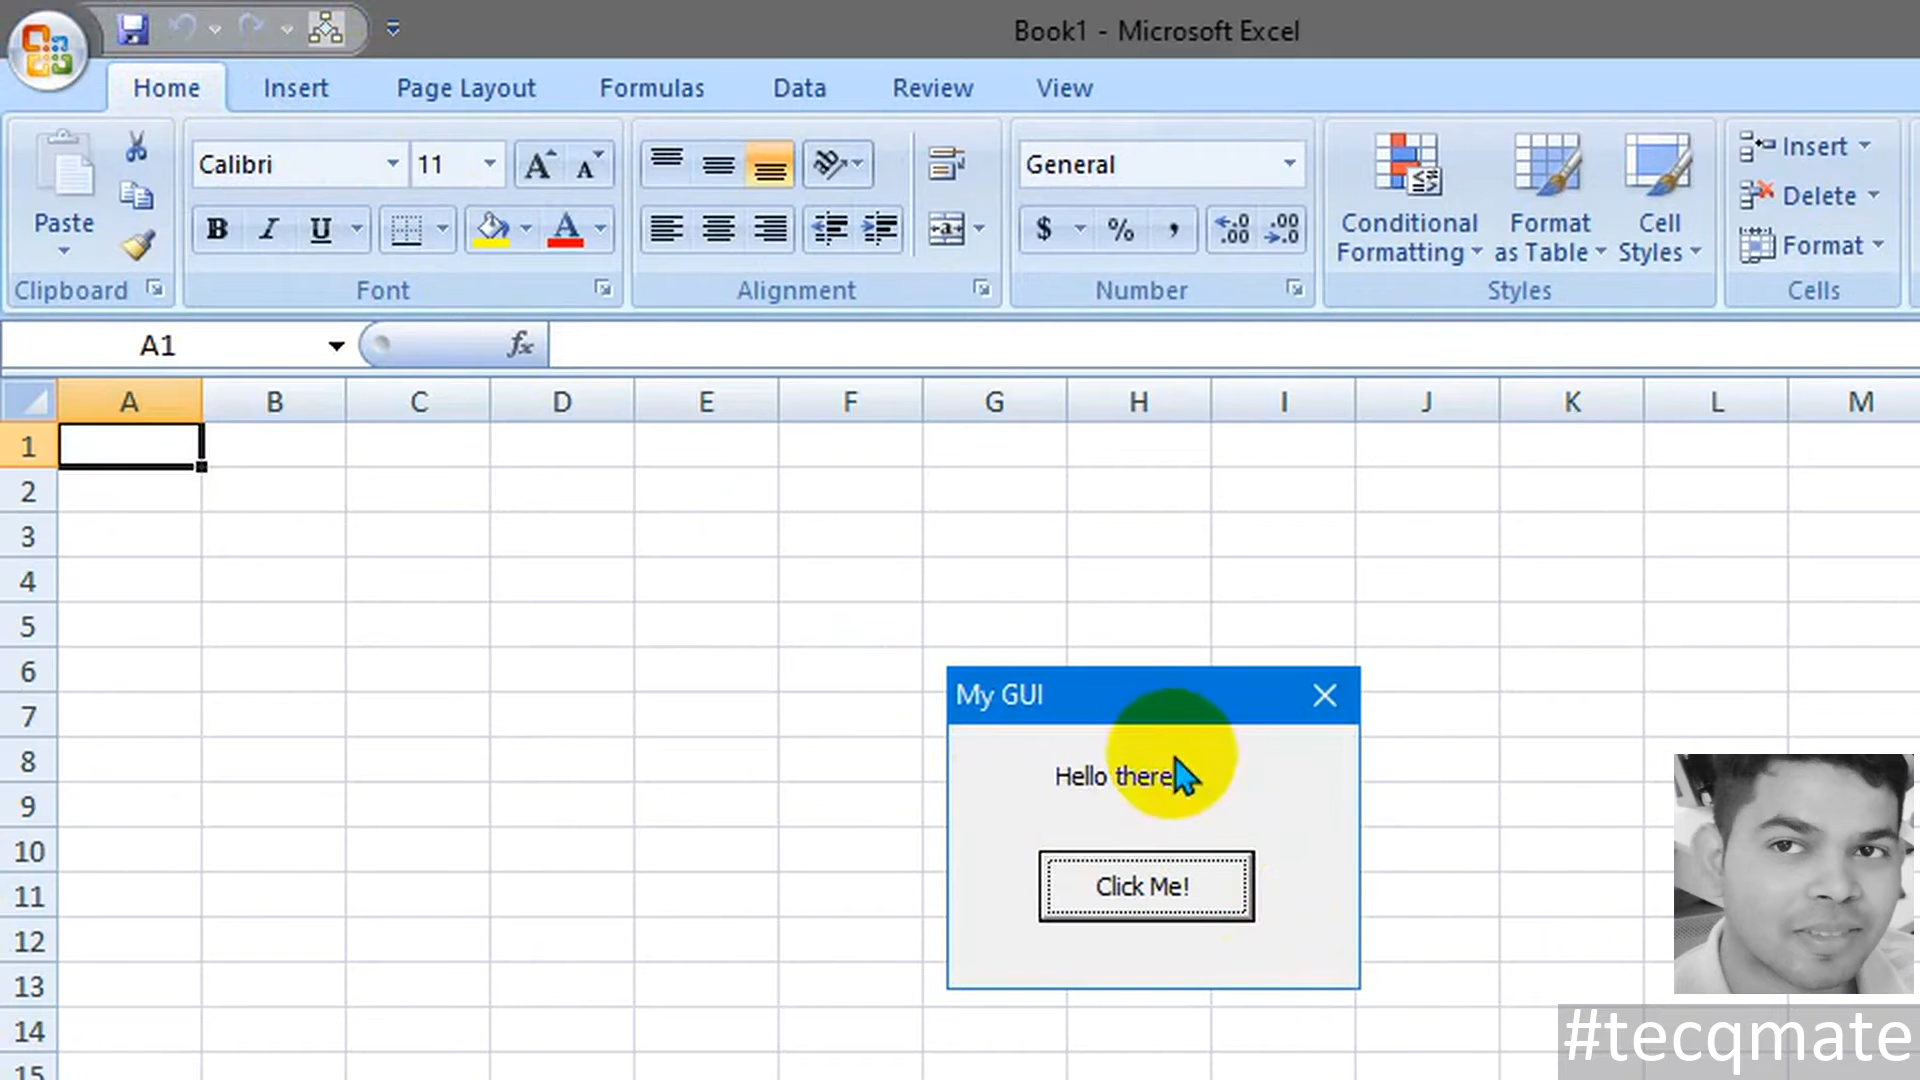 Book1 - Microsoft Excel
Home Insert Page Layout Formulas Data Review View
Paste
Clipboard
Calibri 11
B I U A
Font
Alignment
General
$ % ,
Number
Conditional Formatting
Format as Table
Cell Styles
Styles
Insert
Delete
Format
Cells
A1 fx
A B C D E F G H I J K L M
1
2
3
4
5
6
7
8
9
10
11
12
13
14
15
My GUI
Hello there
Click Me!
#tecqmate